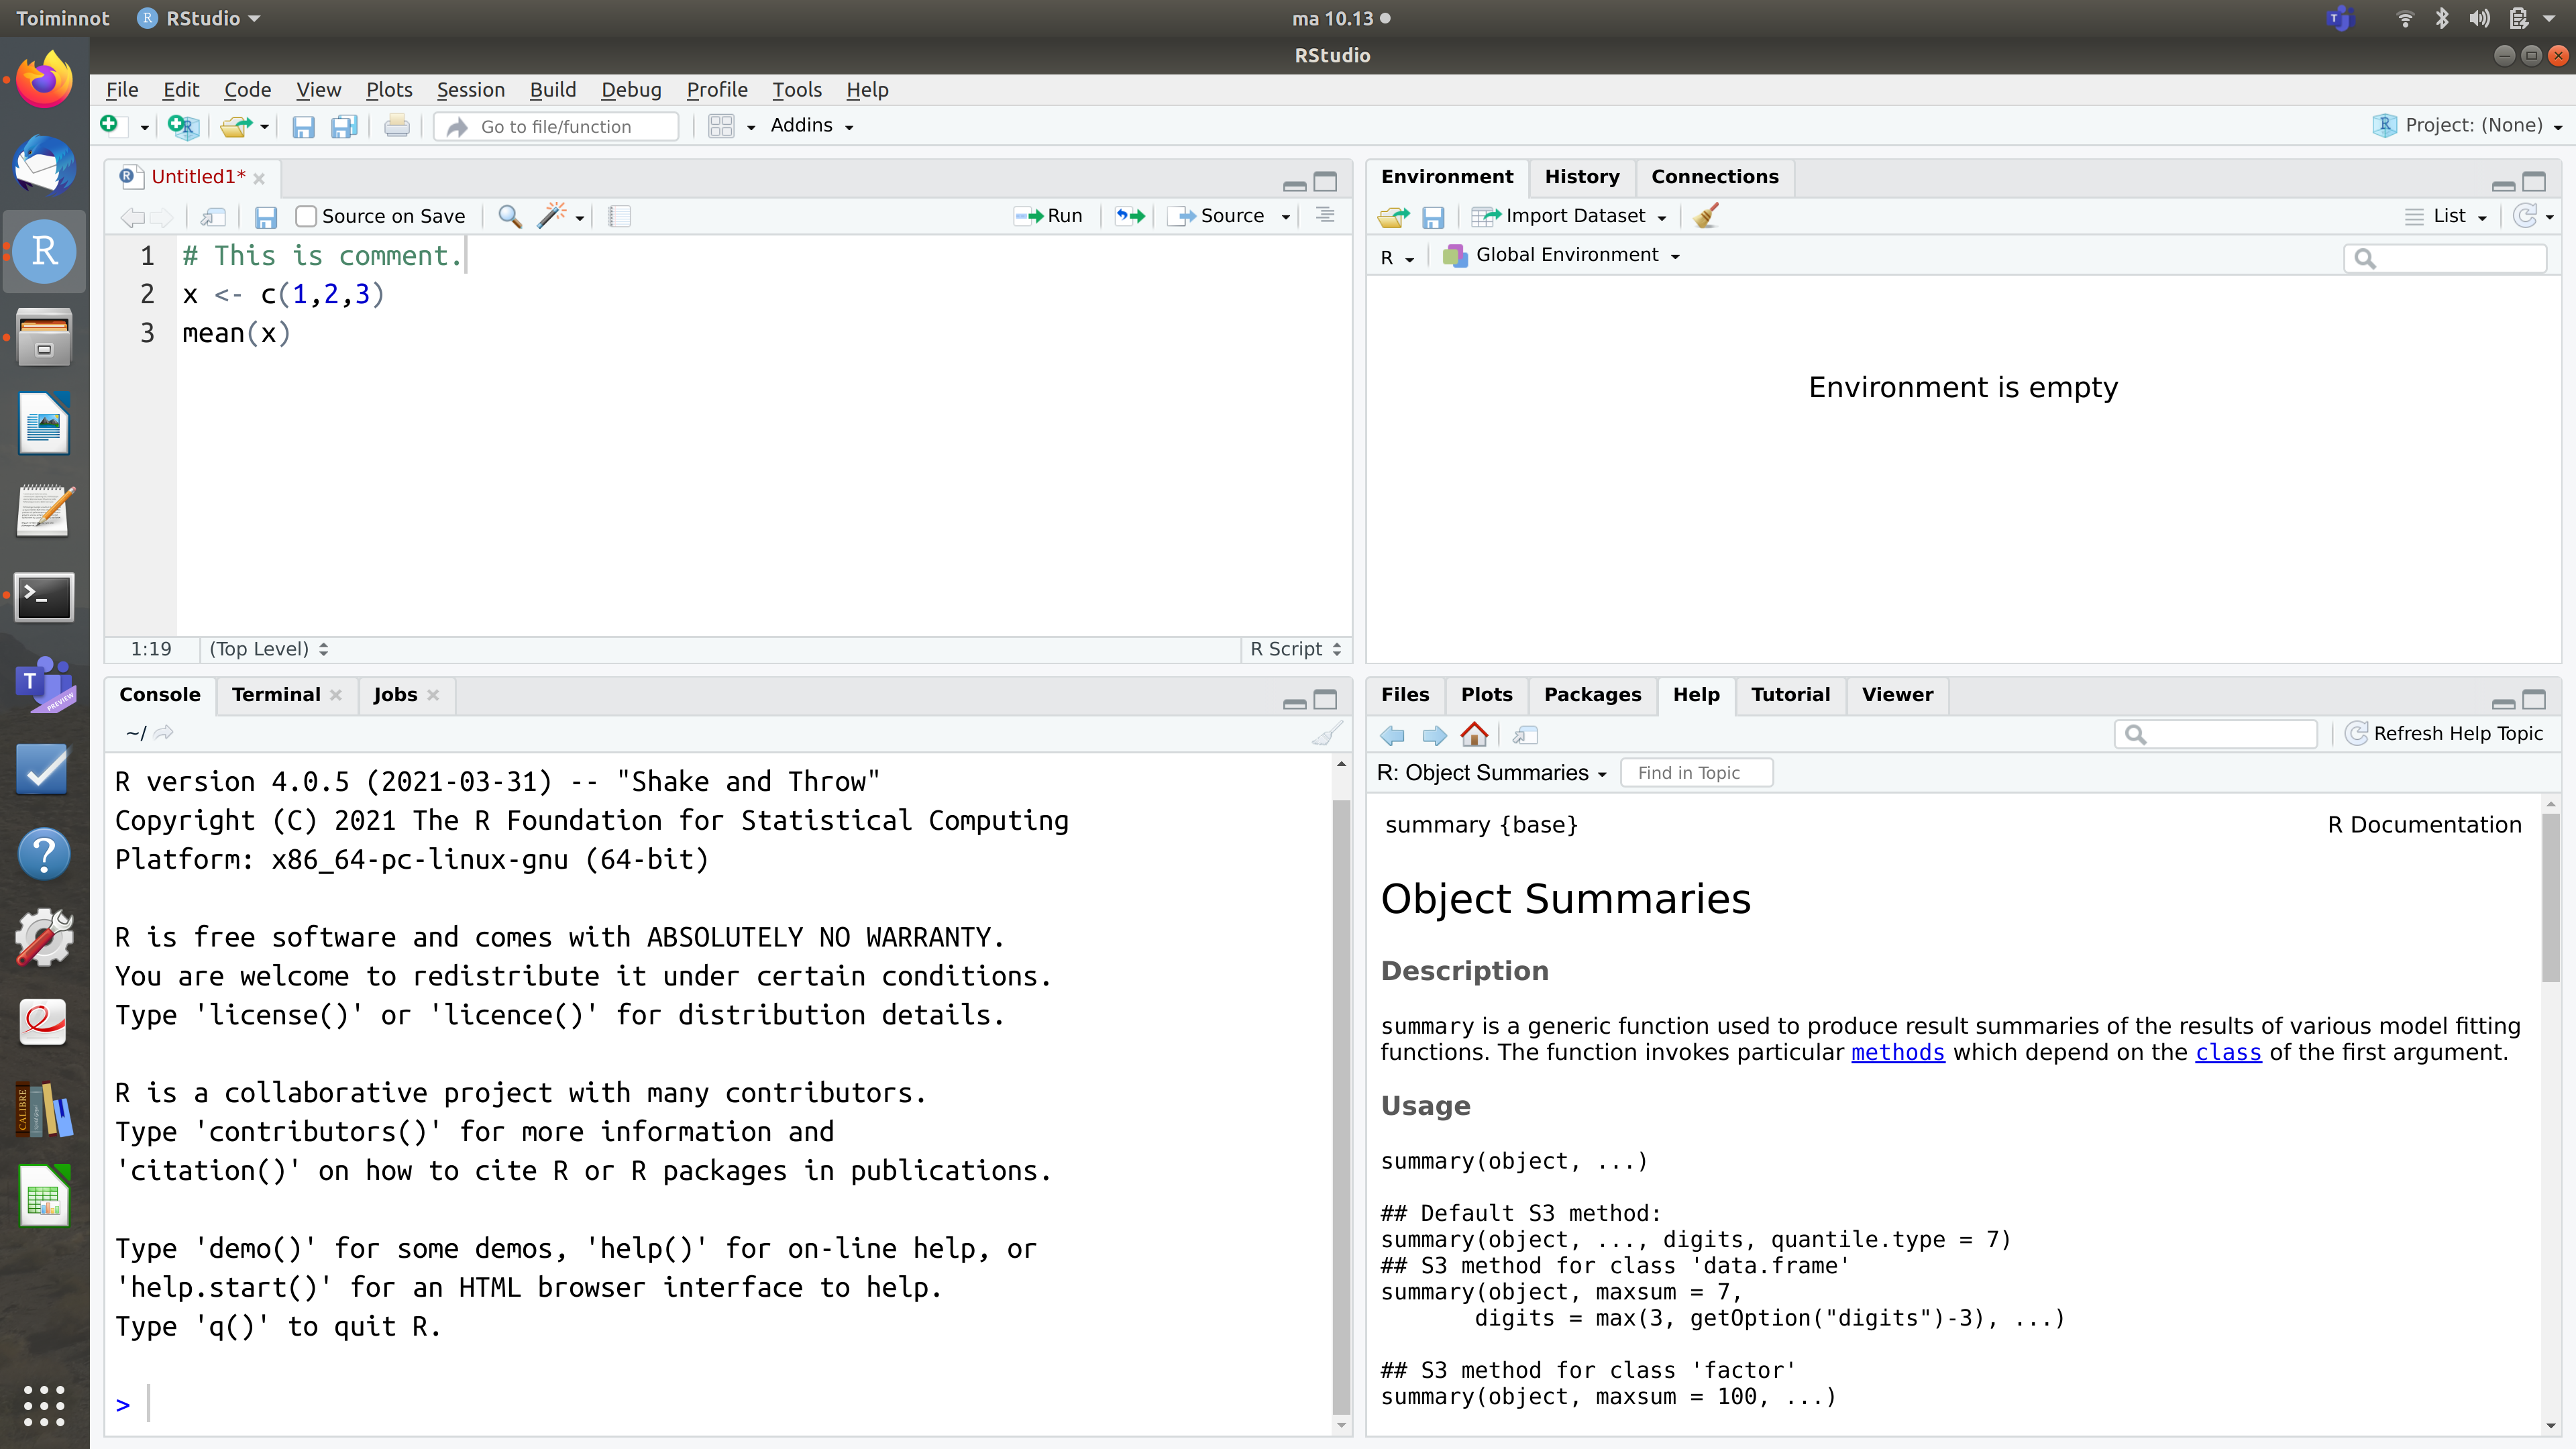 Toiminnot RStudio ma 10.13
RStudio
File Edit Code View Plots Session Build Debug Profile Tools Help
Go to file/function Addins Project: (None)
Untitled1*
Source on Save Run Source
1 # This is comment.
2 x <- c(1,2,3)
3 mean(x)
1:19 (Top Level) R Script
Environment History Connections
Import Dataset List
R Global Environment
Environment is empty
Console Terminal Jobs
~/
R version 4.0.5 (2021-03-31) -- "Shake and Throw"
Copyright (C) 2021 The R Foundation for Statistical Computing
Platform: x86_64-pc-linux-gnu (64-bit)
R is free software and comes with ABSOLUTELY NO WARRANTY.
You are welcome to redistribute it under certain conditions.
Type 'license()' or 'licence()' for distribution details.
R is a collaborative project with many contributors.
Type 'contributors()' for more information and
'citation()' on how to cite R or R packages in publications.
Type 'demo()' for some demos, 'help()' for on-line help, or
'help.start()' for an HTML browser interface to help.
Type 'q()' to quit R.
>
Files Plots Packages Help Tutorial Viewer
Refresh Help Topic
R: Object Summaries Find in Topic
summary {base} R Documentation
Object Summaries
Description
summary is a generic function used to produce result summaries of the results of various model fitting
functions. The function invokes particular methods which depend on the class of the first argument.
Usage
summary(object, ...)
## Default S3 method:
summary(object, ..., digits, quantile.type = 7)
## S3 method for class 'data.frame'
summary(object, maxsum = 7,
digits = max(3, getOption("digits")-3), ...)
## S3 method for class 'factor'
summary(object, maxsum = 100, ...)
R
T
PREVIEW
CALIBRE